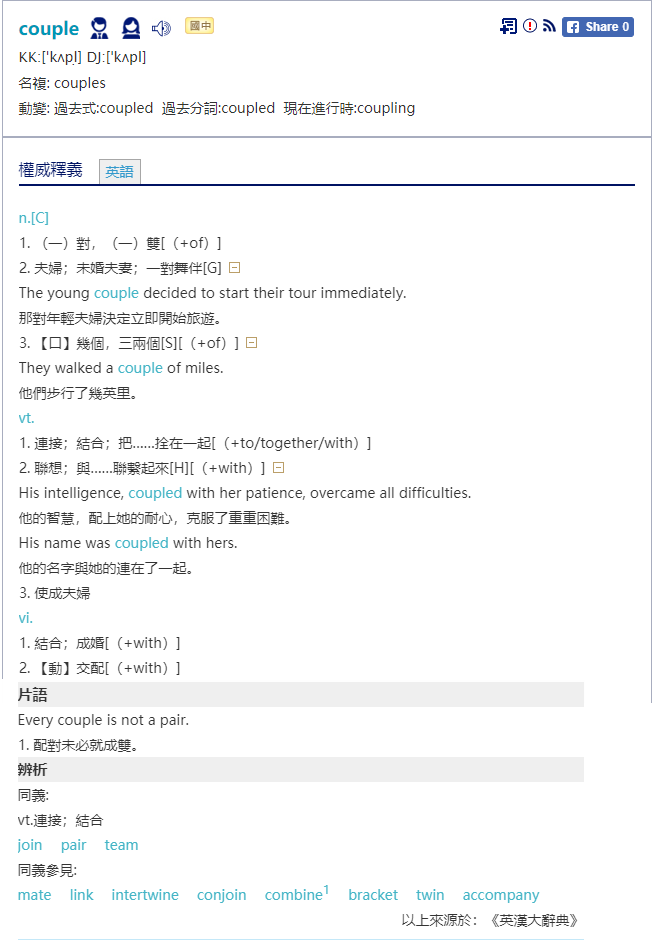 couple 國中 Share 0
KK:[ˋkʌp!] DJ:[ˈkʌpl]
名複: couples
動變: 過去式:coupled 過去分詞:coupled 現在進行時:coupling
權威釋義 英語
n.[C]
1. （一）對，（一）雙[（+of）]
2. 夫婦；未婚夫妻；一對舞伴[G]
The young couple decided to start their tour immediately.
那對年輕夫婦決定立即開始旅遊。
3. 【口】幾個，三兩個[S][（+of）]
They walked a couple of miles.
他們步行了幾英里。
vt.
1. 連接；結合；把……拴在一起[（+to/together/with）]
2. 聯想；與……聯繫起來[H][（+with）]
His intelligence, coupled with her patience, overcame all difficulties.
他的智慧，配上她的耐心，克服了重重困難。
His name was coupled with hers.
他的名字與她的連在了一起。
3. 使成夫婦
vi.
1. 結合；成婚[（+with）]
2. 【動】交配[（+with）]
片語
Every couple is not a pair.
1. 配對未必就成雙。
辨析
同義:
vt.連接；結合
join pair team
同義參見:
mate link intertwine conjoin combine1 bracket twin accompany
以上來源於：《英漢大辭典》